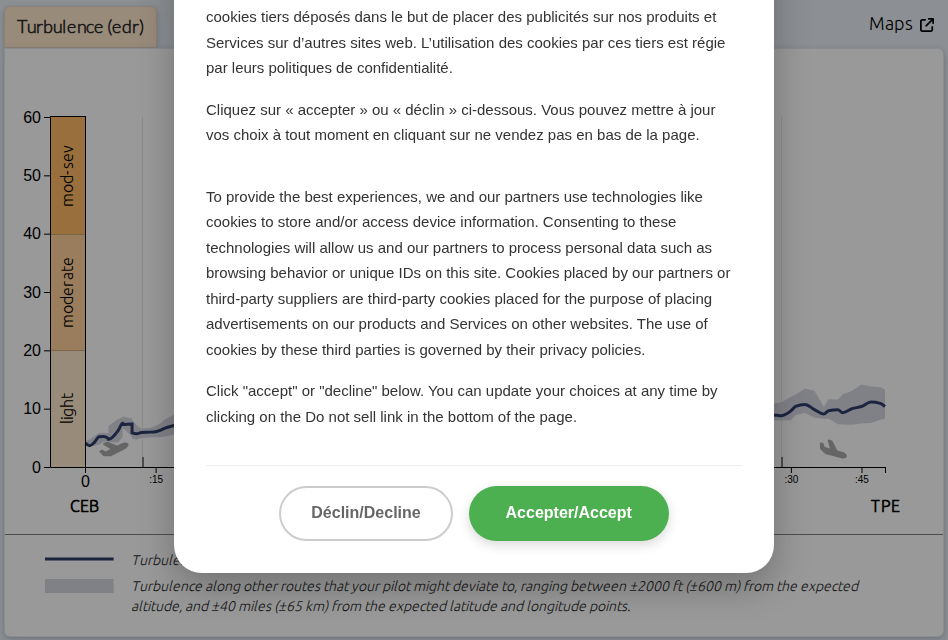 Turbulence (edr)
Maps
cookies tiers déposés dans le but de placer des publicités sur nos produits et
Services sur d'autres sites web. L'utilisation des cookies par ces tiers est régie
par leurs politiques de confidentialité.
Cliquez sur « accepter » ou « déclin » ci-dessous. Vous pouvez mettre à jour
vos choix à tout moment en cliquant sur ne vendez pas en bas de la page.
To provide the best experiences, we and our partners use technologies like
cookies to store and/or access device information. Consenting to these
technologies will allow us and our partners to process personal data such as
browsing behavior or unique IDs on this site. Cookies placed by our partners or
third-party suppliers are third-party cookies placed for the purpose of placing
advertisements on our products and Services on other websites. The use of
cookies by these third parties is governed by their privacy policies.
Click "accept" or "decline" below. You can update your choices at any time by
clicking on the Do not sell link in the bottom of the page.
Déclin/Decline
Accepter/Accept
60
50
40
30
20
10
0
mod-sev
moderate
light
0
:15
:30
:45
CEB
TPE
Turbule
Turbulence along other routes that your pilot might deviate to, ranging between ±2000 ft (±600 m) from the expected
altitude, and ±40 miles (±65 km) from the expected latitude and longitude points.